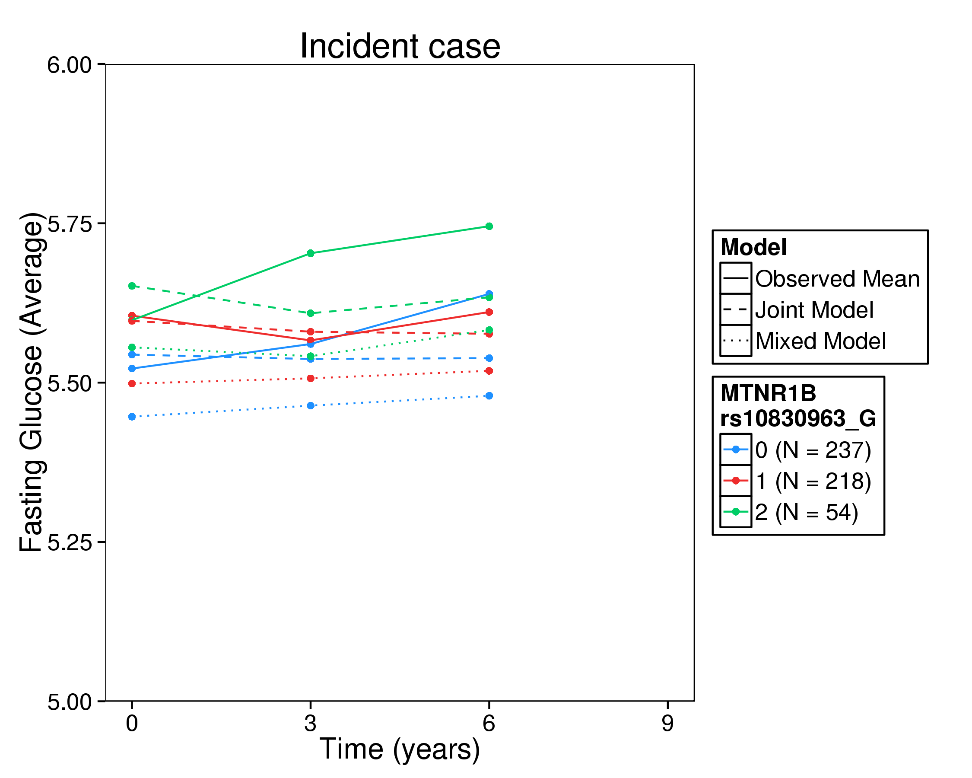 Incident case
Fasting Glucose (Average)
6.00
5.75
5.50
5.25
5.00
0 3 6 9
Time (years)
Model
Observed Mean
Joint Model
Mixed Model
MTNR1B
rs10830963_G
0 (N = 237)
1 (N = 218)
2 (N = 54)